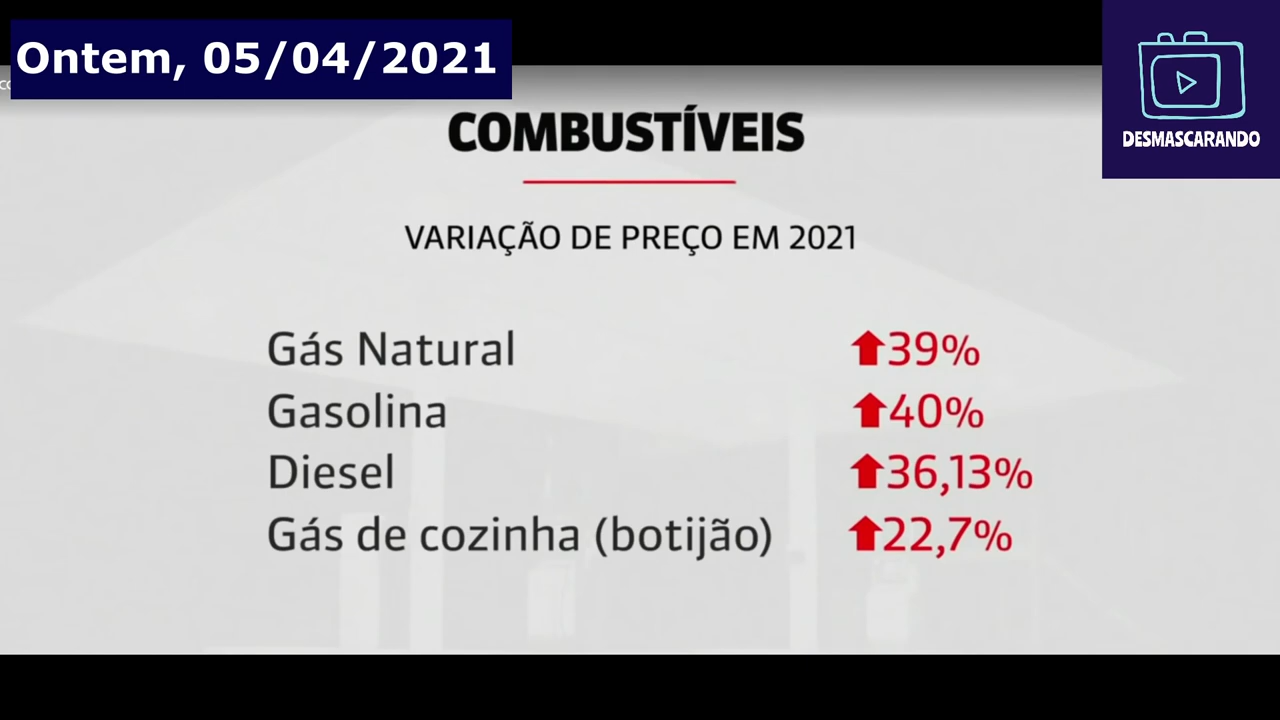 Ontem, 05/04/2021
DESMASCARANDO
COMBUSTÍVEIS
VARIAÇÃO DE PREÇO EM 2021
Gás Natural 39%
Gasolina 40%
Diesel 36,13%
Gás de cozinha (botijão) 22,7%